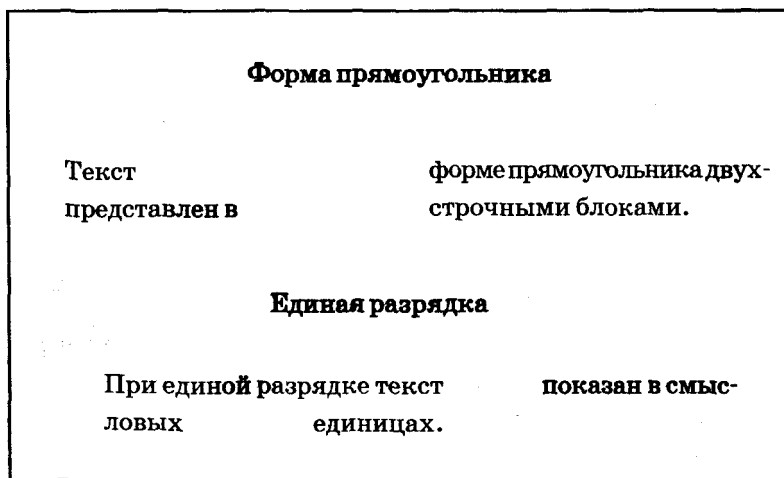 Форма прямоугольника
Текст форме прямоугольника двух-
представлен в строчными блоками.
Единая разрядка
При единой разрядке текст показан в смыс-
ловых единицах.